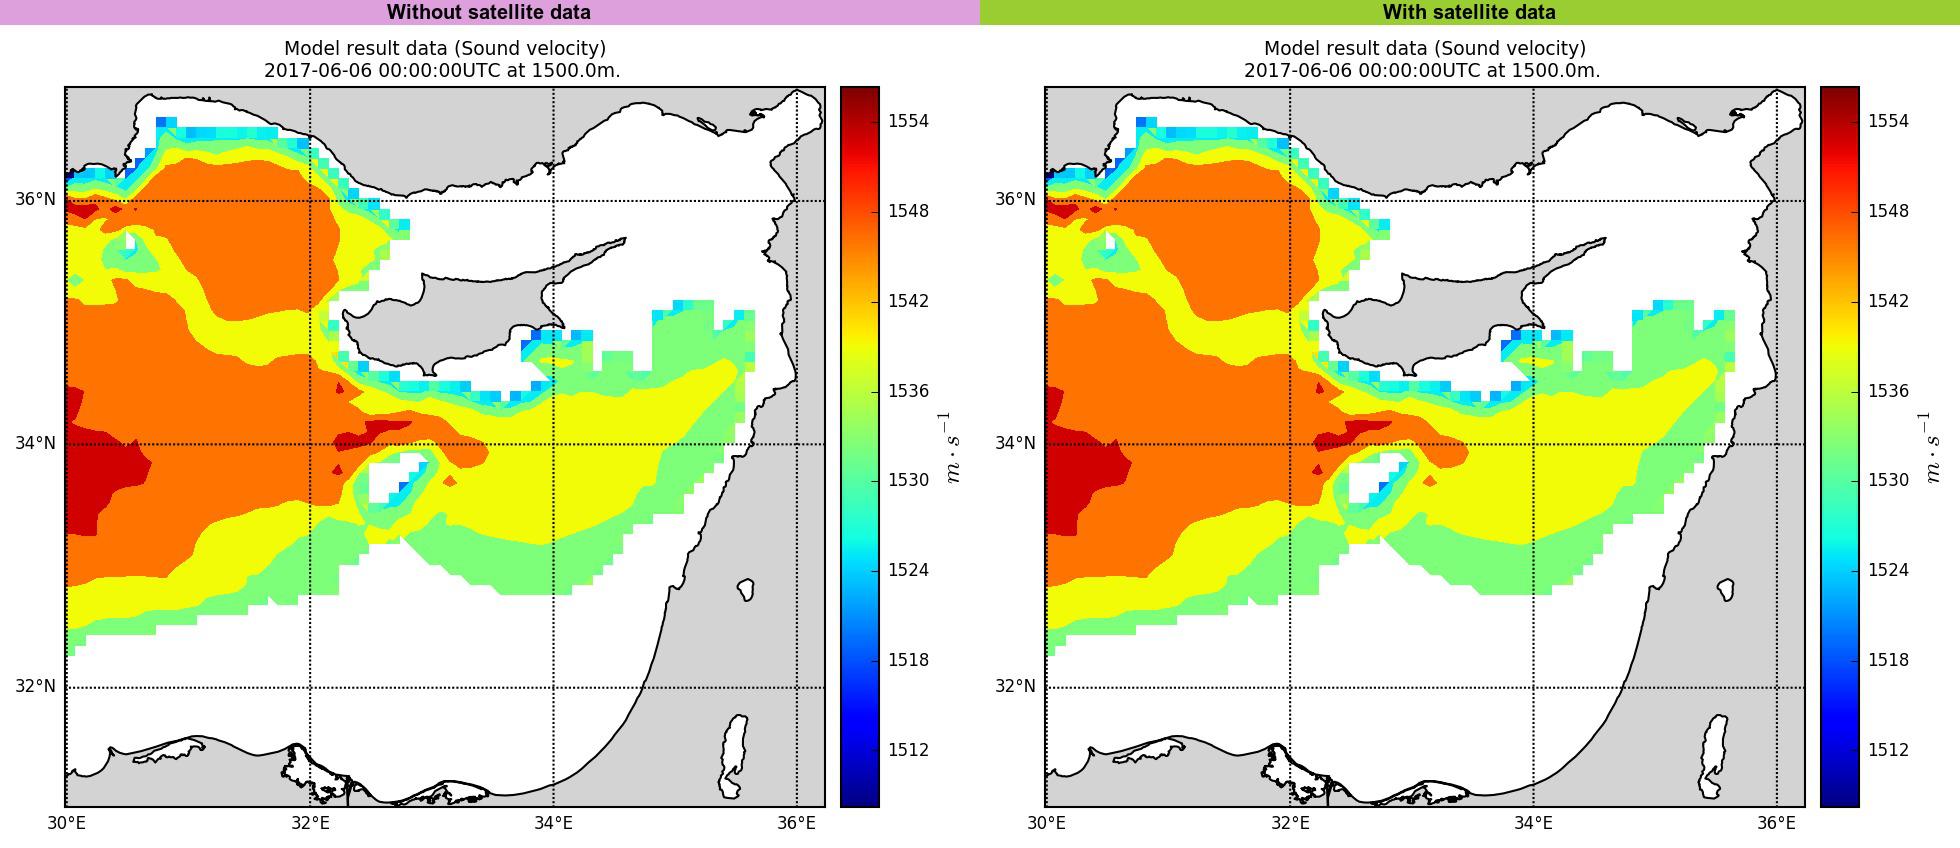 Without satellite data
Model result data (Sound velocity)
2017-06-06 00:00:00UTC at 1500.0m.
36°N
34°N
32°N
30°E 32°E 34°E 36°E
1554
1548
1542
1536
1530
1524
1518
1512
m · s⁻¹
With satellite data
Model result data (Sound velocity)
2017-06-06 00:00:00UTC at 1500.0m.
36°N
34°N
32°N
30°E 32°E 34°E 36°E
1554
1548
1542
1536
1530
1524
1518
1512
m · s⁻¹